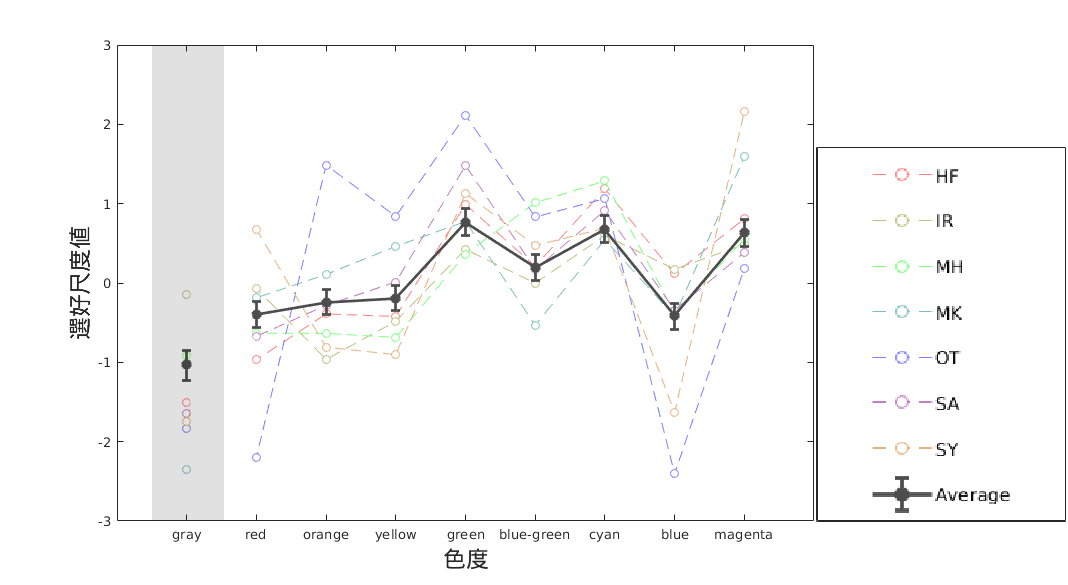 3
2
1
0
-1
-2
-3
選好尺度値
gray red orange yellow green blue-green cyan blue magenta
色度
HF
IR
MH
MK
OT
SA
SY
Average